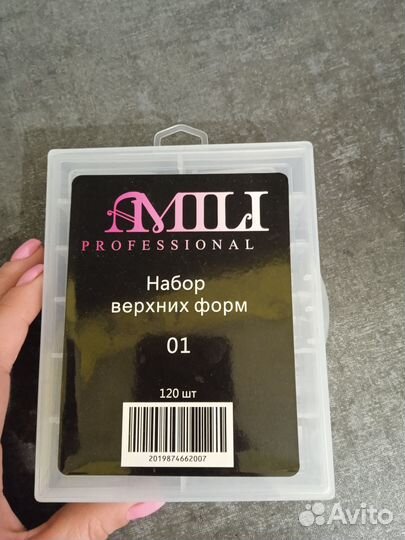 AMILI
PROFESSIONAL
Набор
верхних форм
01
120 шт
2019874662007
Avito